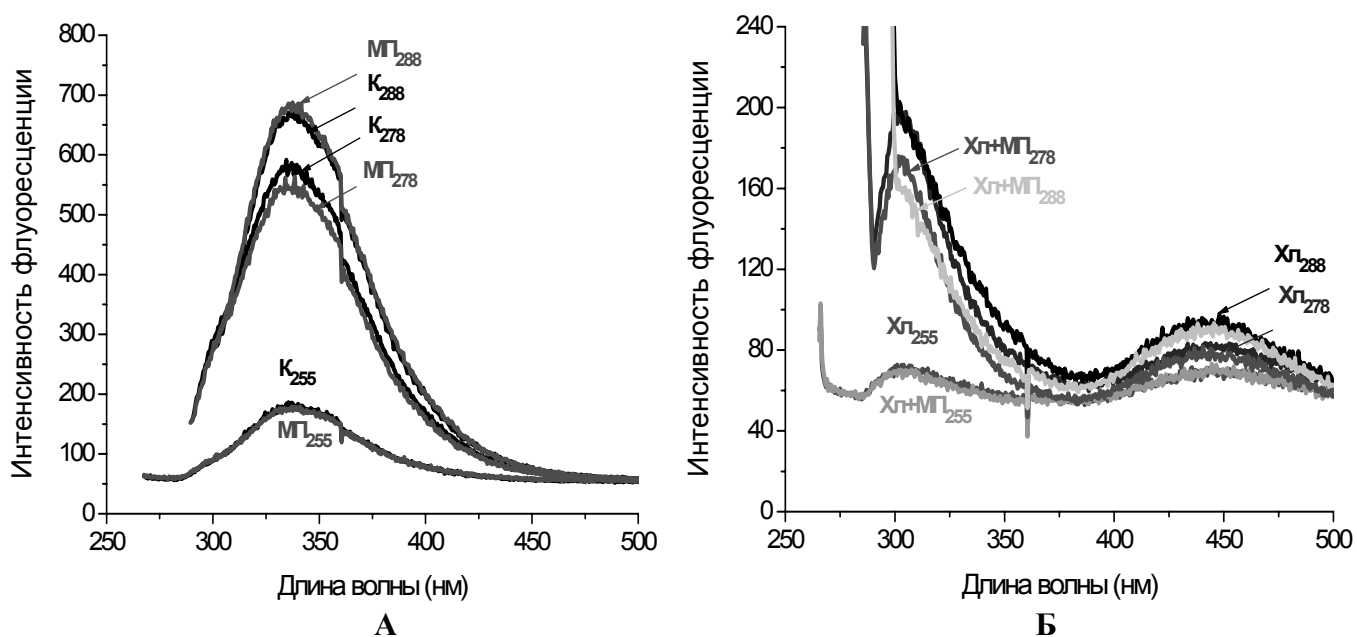 Интенсивность флуоресценции
800
700
600
500
400
300
200
100
0
МП288
К288
К278
МП278
К255
МП255
250 300 350 400 450 500
Длина волны (нм)
А
Интенсивность флуоресценции
240
200
160
120
80
40
0
Хл+МП278
Хл+МП288
Хл288
Хл278
Хл255
Хл+МП255
250 300 350 400 450 500
Длина волны (нм)
Б